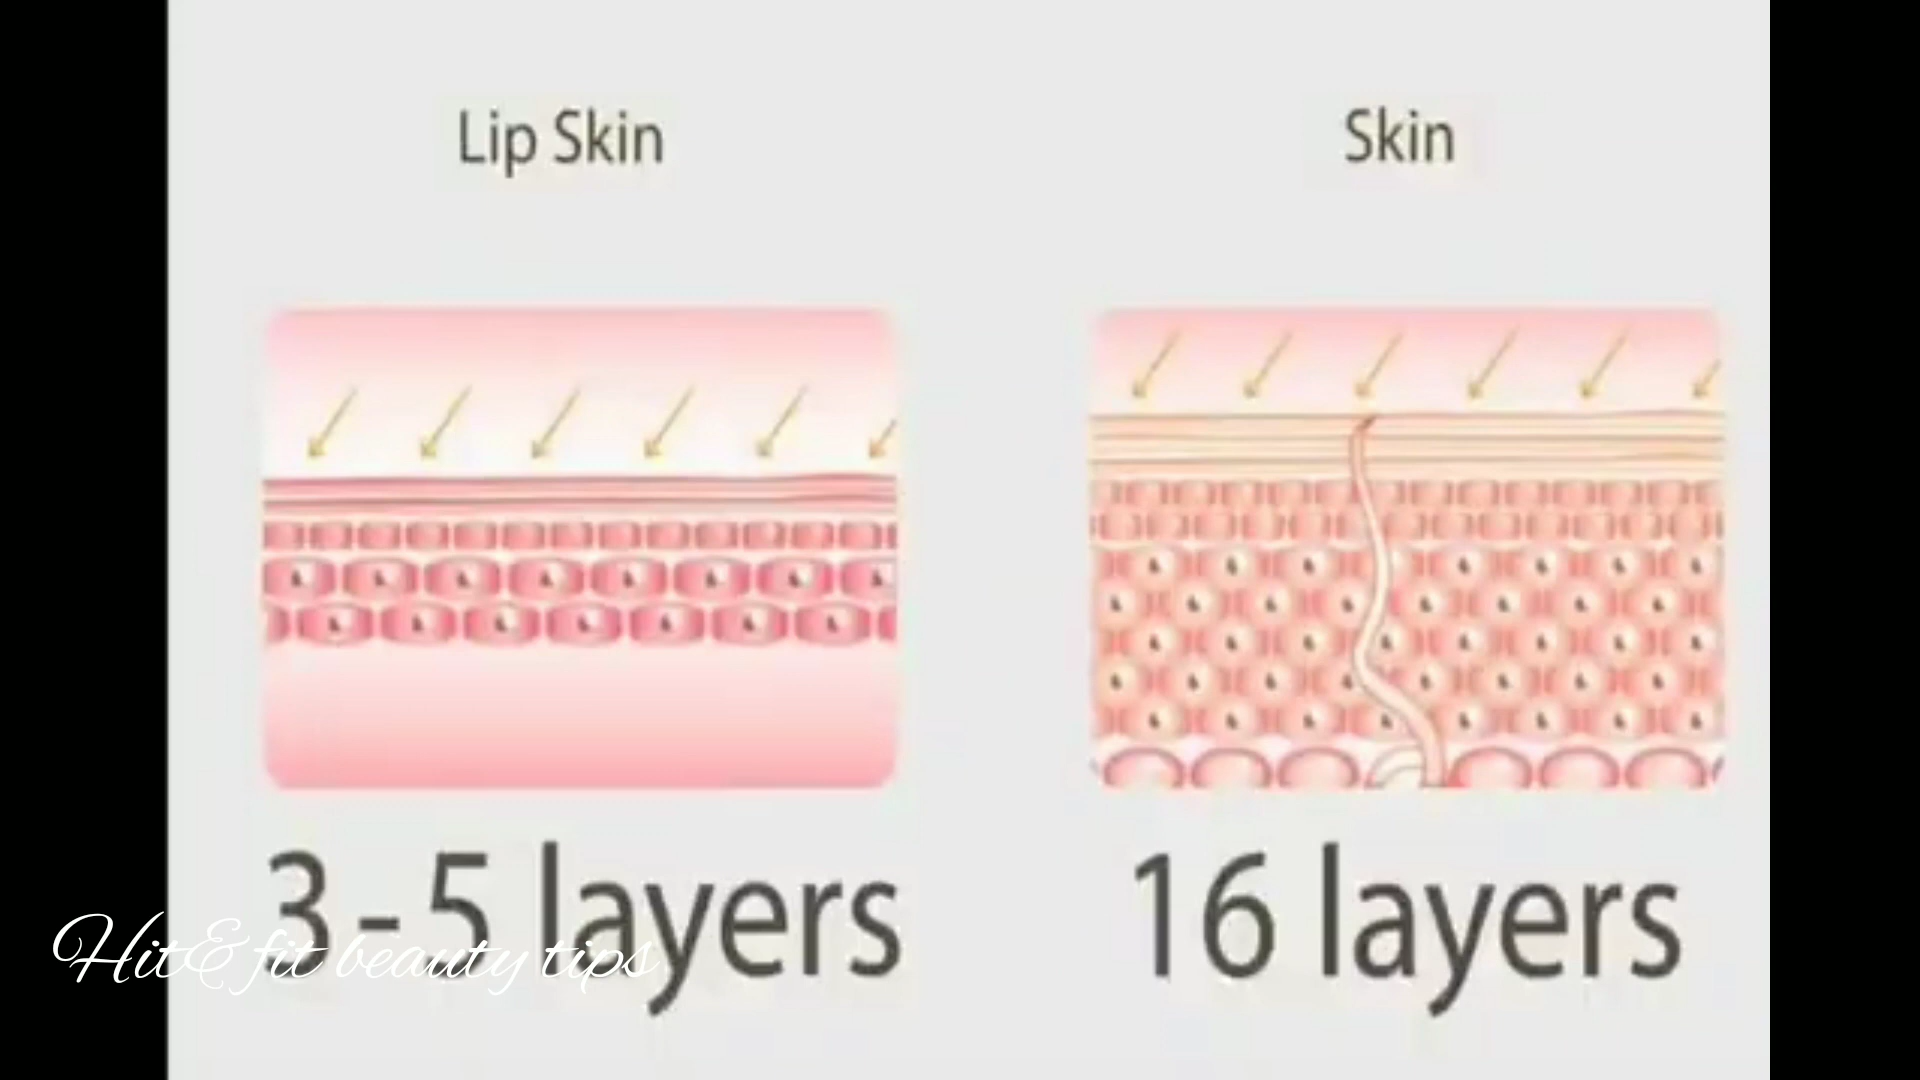 Lip Skin
Skin
3-5 layers
16 layers
Hit& fit beauty tips